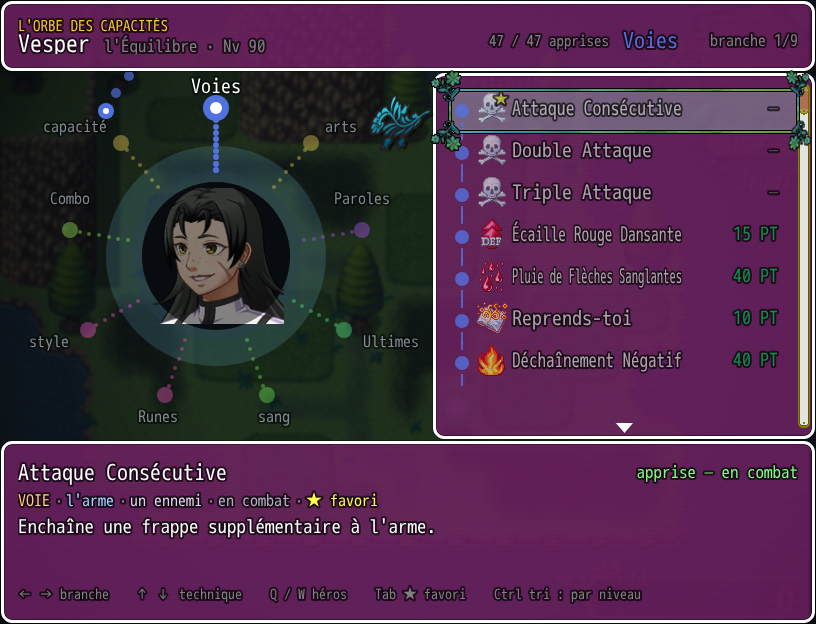 L'ORBE DES CAPACITÉS
Vesper l'Équilibre · Nv 90
47 / 47 apprises Voies branche 1/9
Voies
capacité
arts
Combo
Paroles
style
Ultimes
Runes
sang
Attaque Consécutive —
Double Attaque —
Triple Attaque —
DEF
Écaille Rouge Dansante 15 PT
Pluie de Flèches Sanglantes 40 PT
Reprends-toi 10 PT
Déchaînement Négatif 40 PT
Attaque Consécutive apprise — en combat
VOIE · l'arme · un ennemi · en combat · ★ favori
Enchaîne une frappe supplémentaire à l'arme.
← → branche ↑ ↓ technique Q / W héros Tab ★ favori Ctrl tri : par niveau